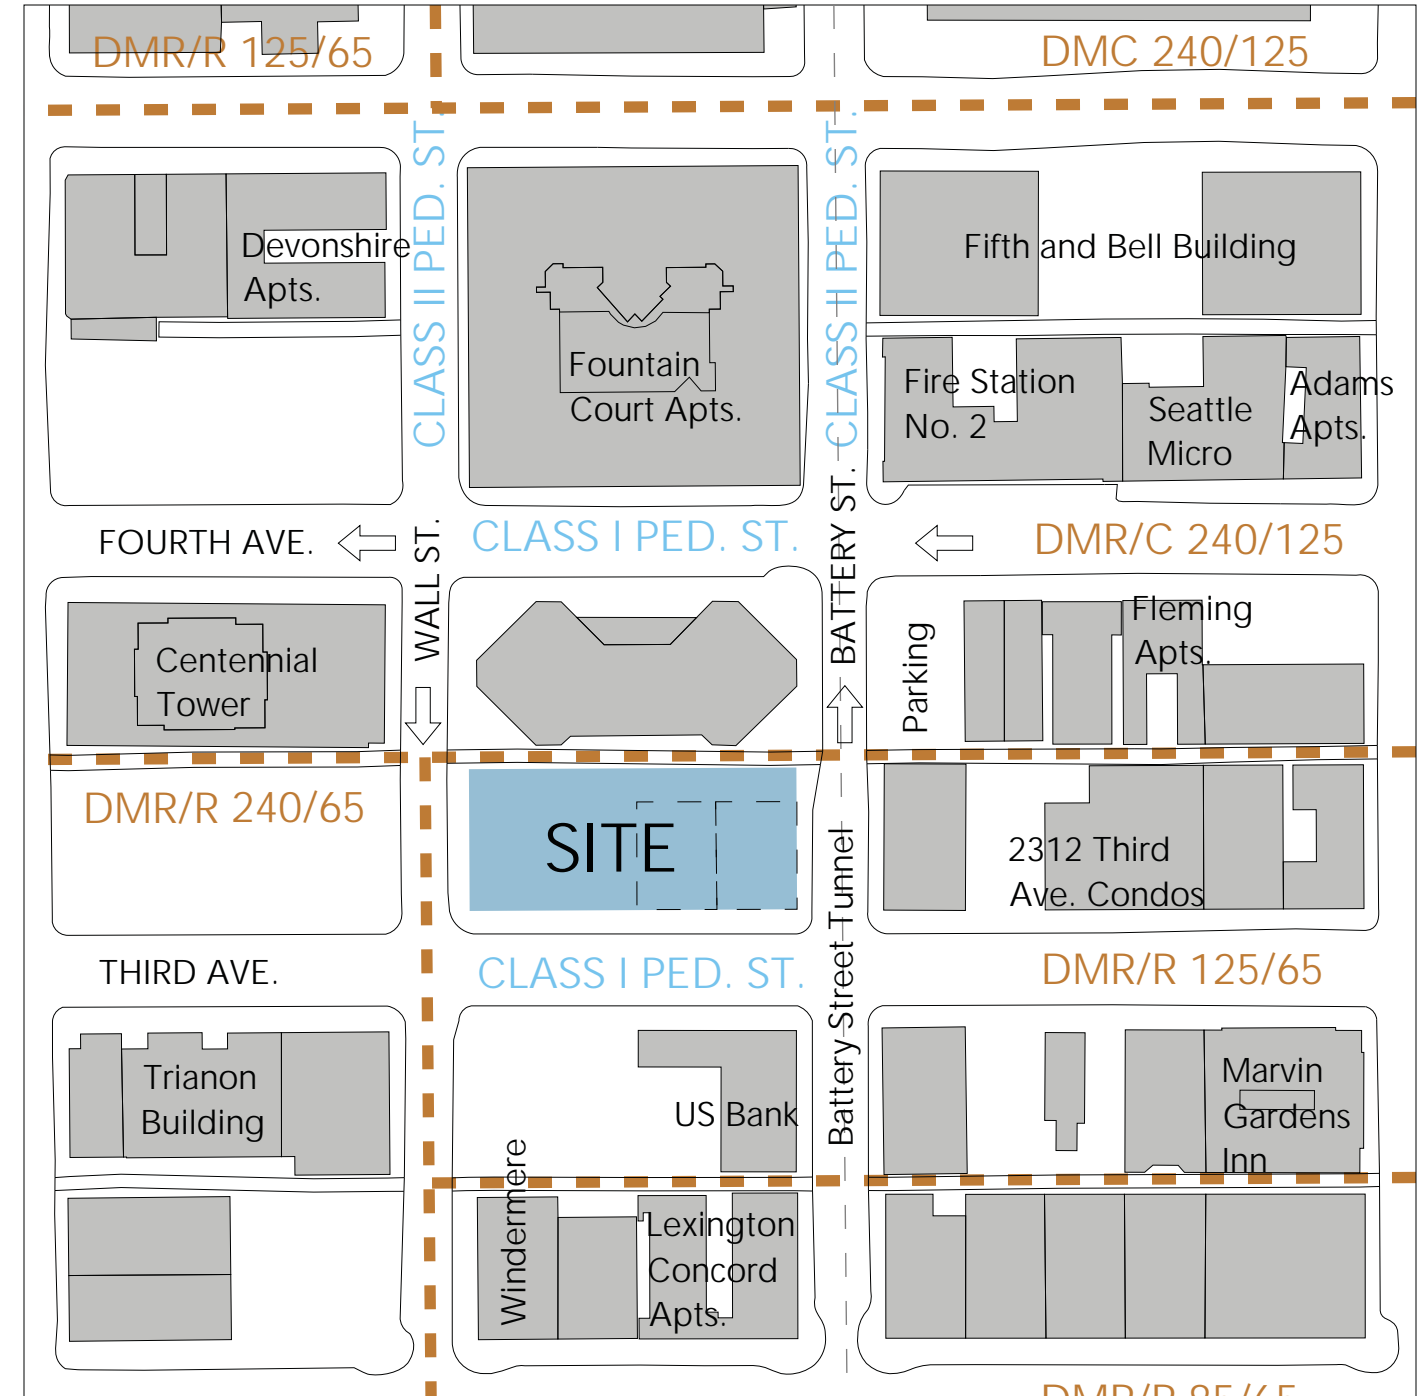 DMR/R 125/65
DMC 240/125
CLASS III PED. ST.
CLASS II PED. ST.
Devonshire
Apts.
Fountain
Court Apts.
Fifth and Bell Building
Fire Station
No. 2
Seattle
Micro
Adams
Apts.
FOURTH AVE.
CLASS I PED. ST.
DMR/C 240/125
WALL ST.
BATTERY ST.
Centennial
Tower
Parking
Fleming
Apts.
DMR/R 240/65
SITE
Battery Street Tunnel
2312 Third
Ave. Condos
THIRD AVE.
CLASS I PED. ST.
DMR/R 125/65
Trianon
Building
US Bank
Marvin
Gardens
Inn
Windermere
Lexington
Concord
Apts.
DMR/R 85/65